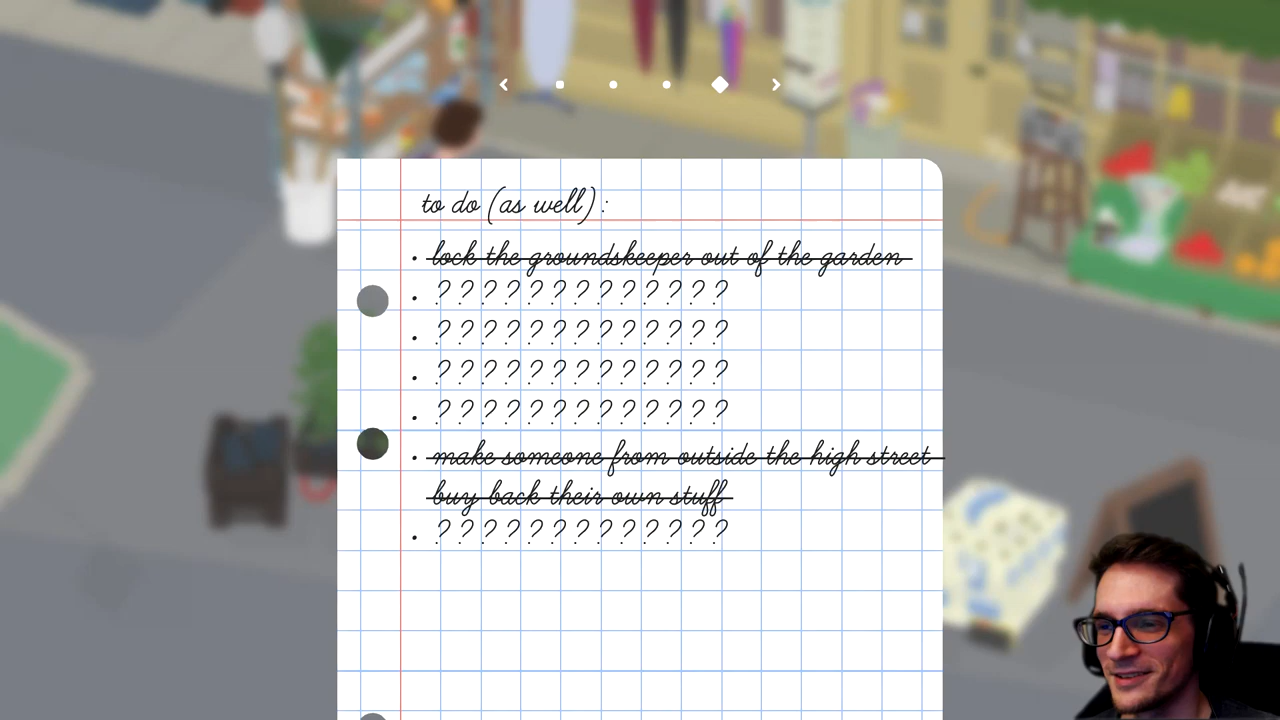 to do (as well):
• lock the groundskeeper out of the garden
• ? ? ? ? ? ? ? ? ? ? ? ? ?
• ? ? ? ? ? ? ? ? ? ? ? ? ?
• ? ? ? ? ? ? ? ? ? ? ? ? ?
• ? ? ? ? ? ? ? ? ? ? ? ? ?
• make someone from outside the high street
buy back their own stuff
• ? ? ? ? ? ? ? ? ? ? ? ? ?